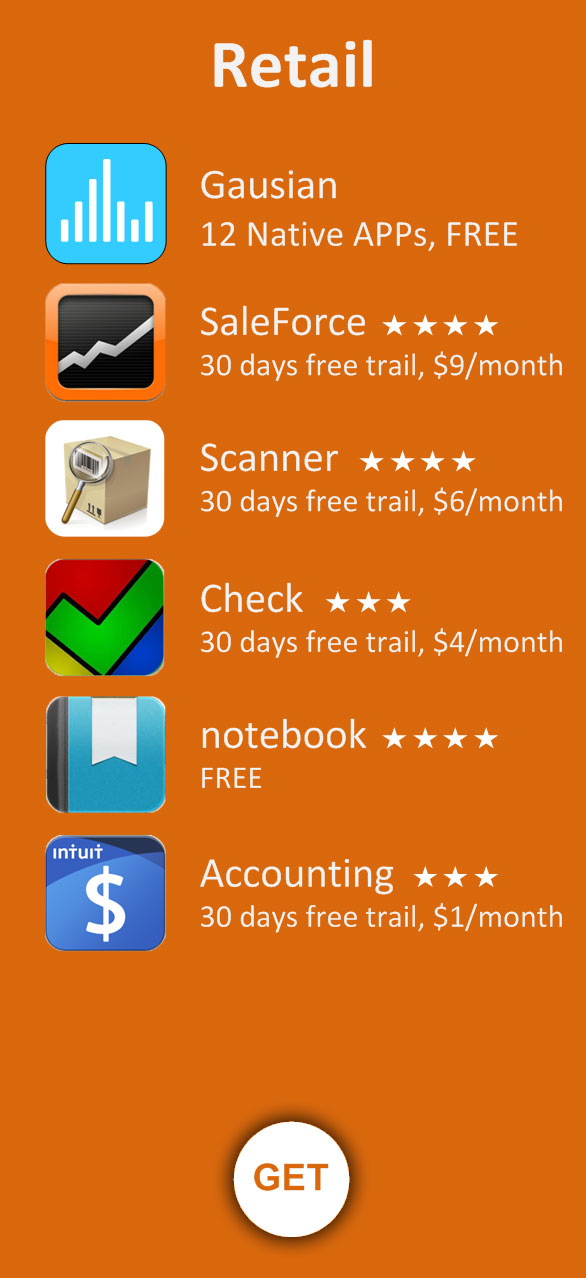 Retail
Gausian
12 Native APPs, FREE
SaleForce ★★★★
30 days free trail, $9/month
Scanner ★★★★
30 days free trail, $6/month
Check ★★★
30 days free trail, $4/month
notebook ★★★★
FREE
intuit
$
Accounting ★★★
30 days free trail, $1/month
GET